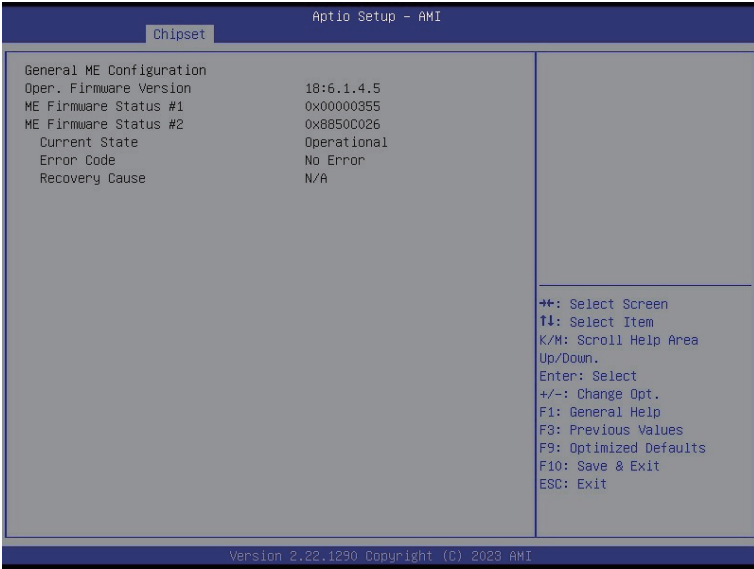 Aptio Setup – AMI
Chipset
General ME Configuration
Oper. Firmware Version 18:6.1.4.5
ME Firmware Status #1 0x00000355
ME Firmware Status #2 0x8850C026
Current State Operational
Error Code No Error
Recovery Cause N/A
→←: Select Screen
↑↓: Select Item
K/M: Scroll Help Area
Up/Down.
Enter: Select
+/-: Change Opt.
F1: General Help
F3: Previous Values
F9: Optimized Defaults
F10: Save & Exit
ESC: Exit
Version 2.22.1290 Copyright (C) 2023 AMI